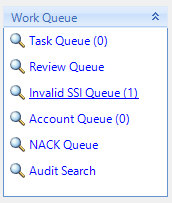 Work Queue
Task Queue (0)
Review Queue
Invalid SSI Queue (1)
Account Queue (0)
NACK Queue
Audit Search